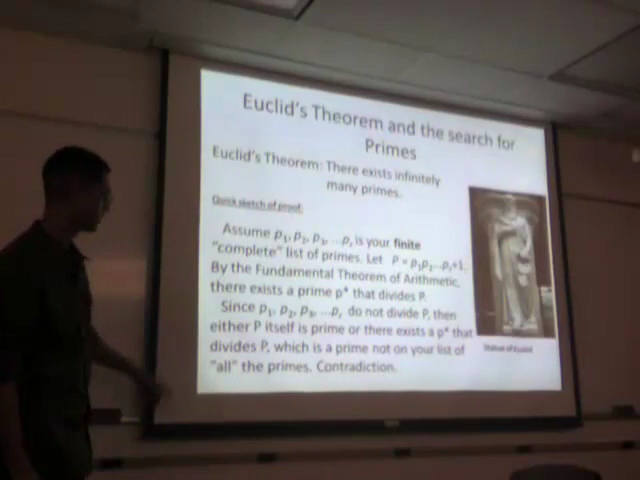 Euclid's Theorem and the search for
Primes
Euclid's Theorem: There exists infinitely
many primes.
Quick sketch of proof:
Assume p₁, p₂, p₃, ...pᵣ is your finite
"complete" list of primes. Let P = p₁p₂...pᵣ+1.
By the Fundamental Theorem of Arithmetic,
there exists a prime p* that divides P.
Since p₁, p₂, p₃, ...pᵣ do not divide P, then
either P itself is prime or there exists a p* that
divides P, which is a prime not on your list of
"all" the primes. Contradiction.
Statue of Euclid